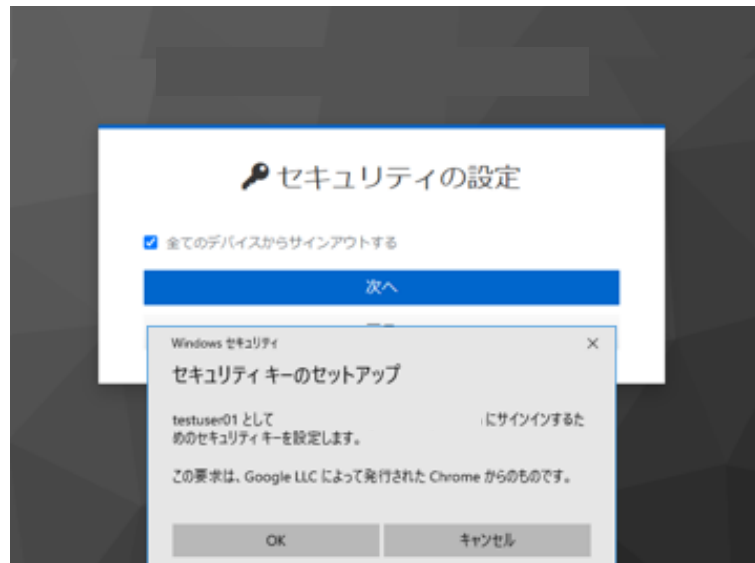 セキュリティの設定
全てのデバイスからサインアウトする
次へ
Windows セキュリティ
セキュリティ キーのセットアップ
testuser01 として にサインインするた
めのセキュリティ キーを設定します。
この要求は、Google LLC によって発行された Chrome からのものです。
OK キャンセル